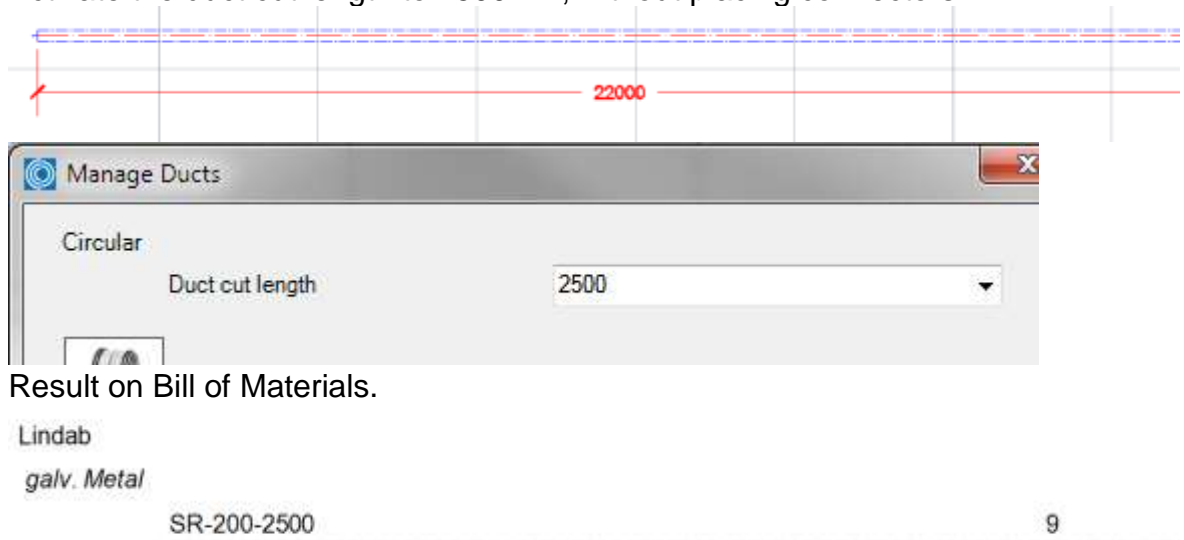 22000
Manage Ducts
Circular
Duct cut length 2500
Result on Bill of Materials.
Lindab
galv. Metal
SR-200-2500 9